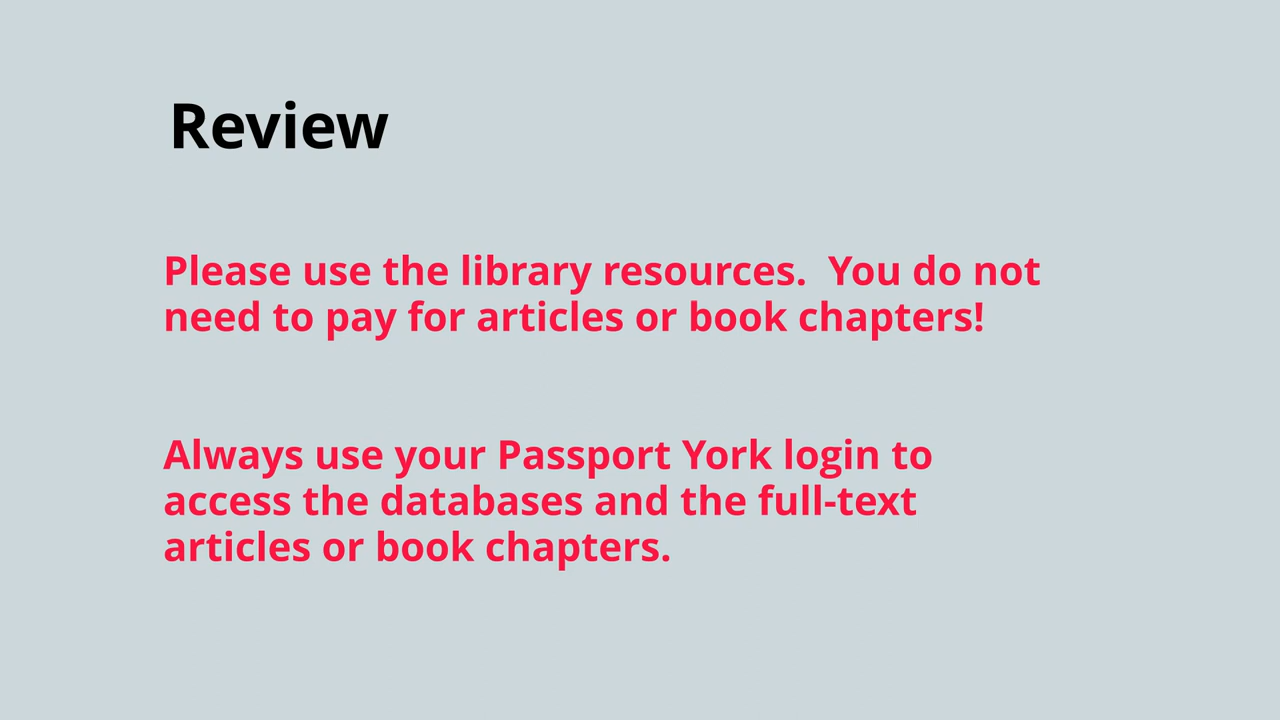 Review
Please use the library resources.  You do not
need to pay for articles or book chapters!
Always use your Passport York login to
access the databases and the full-text
articles or book chapters.